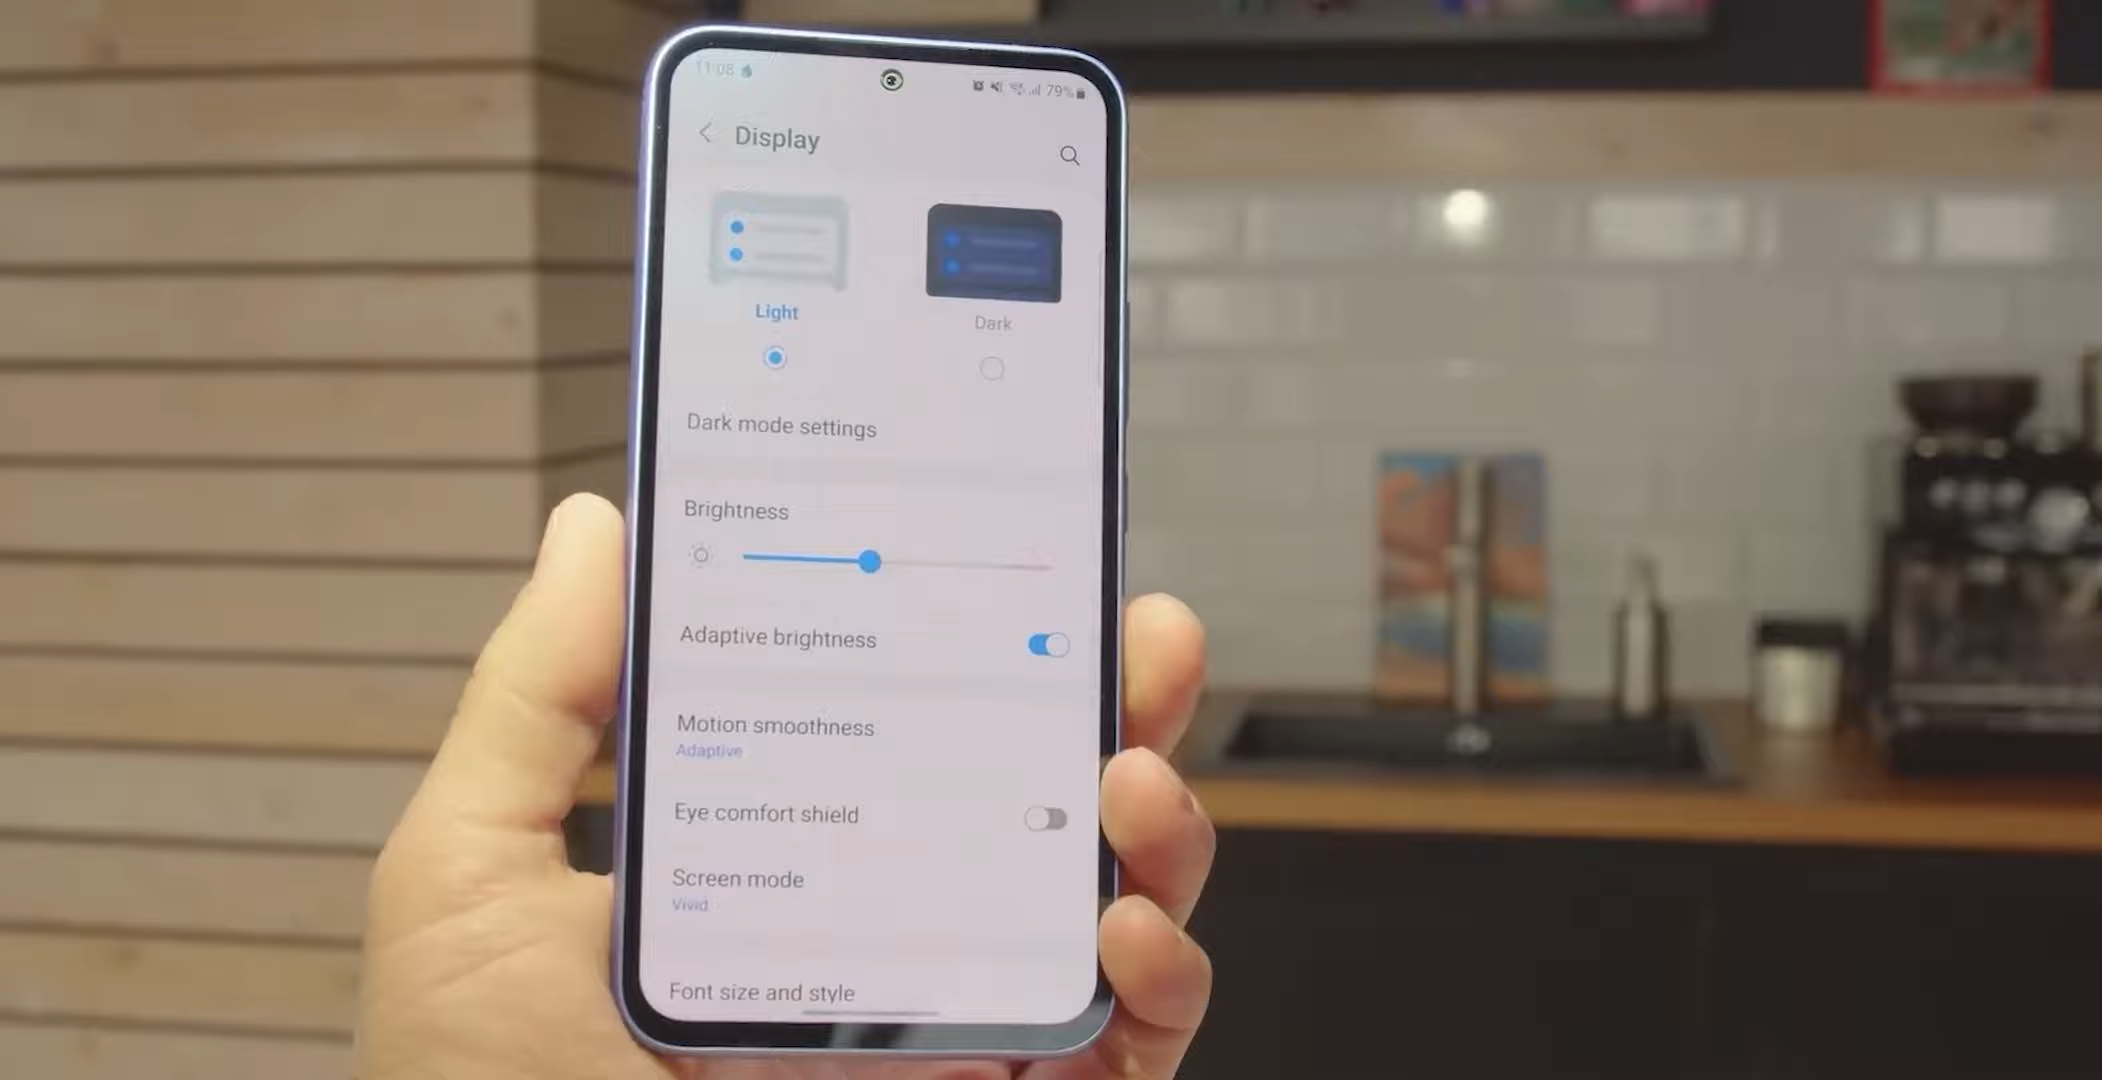 11:08
79%
Display
Light
Dark
Dark mode settings
Brightness
Adaptive brightness
Motion smoothness
Adaptive
Eye comfort shield
Screen mode
Vivid
Font size and style